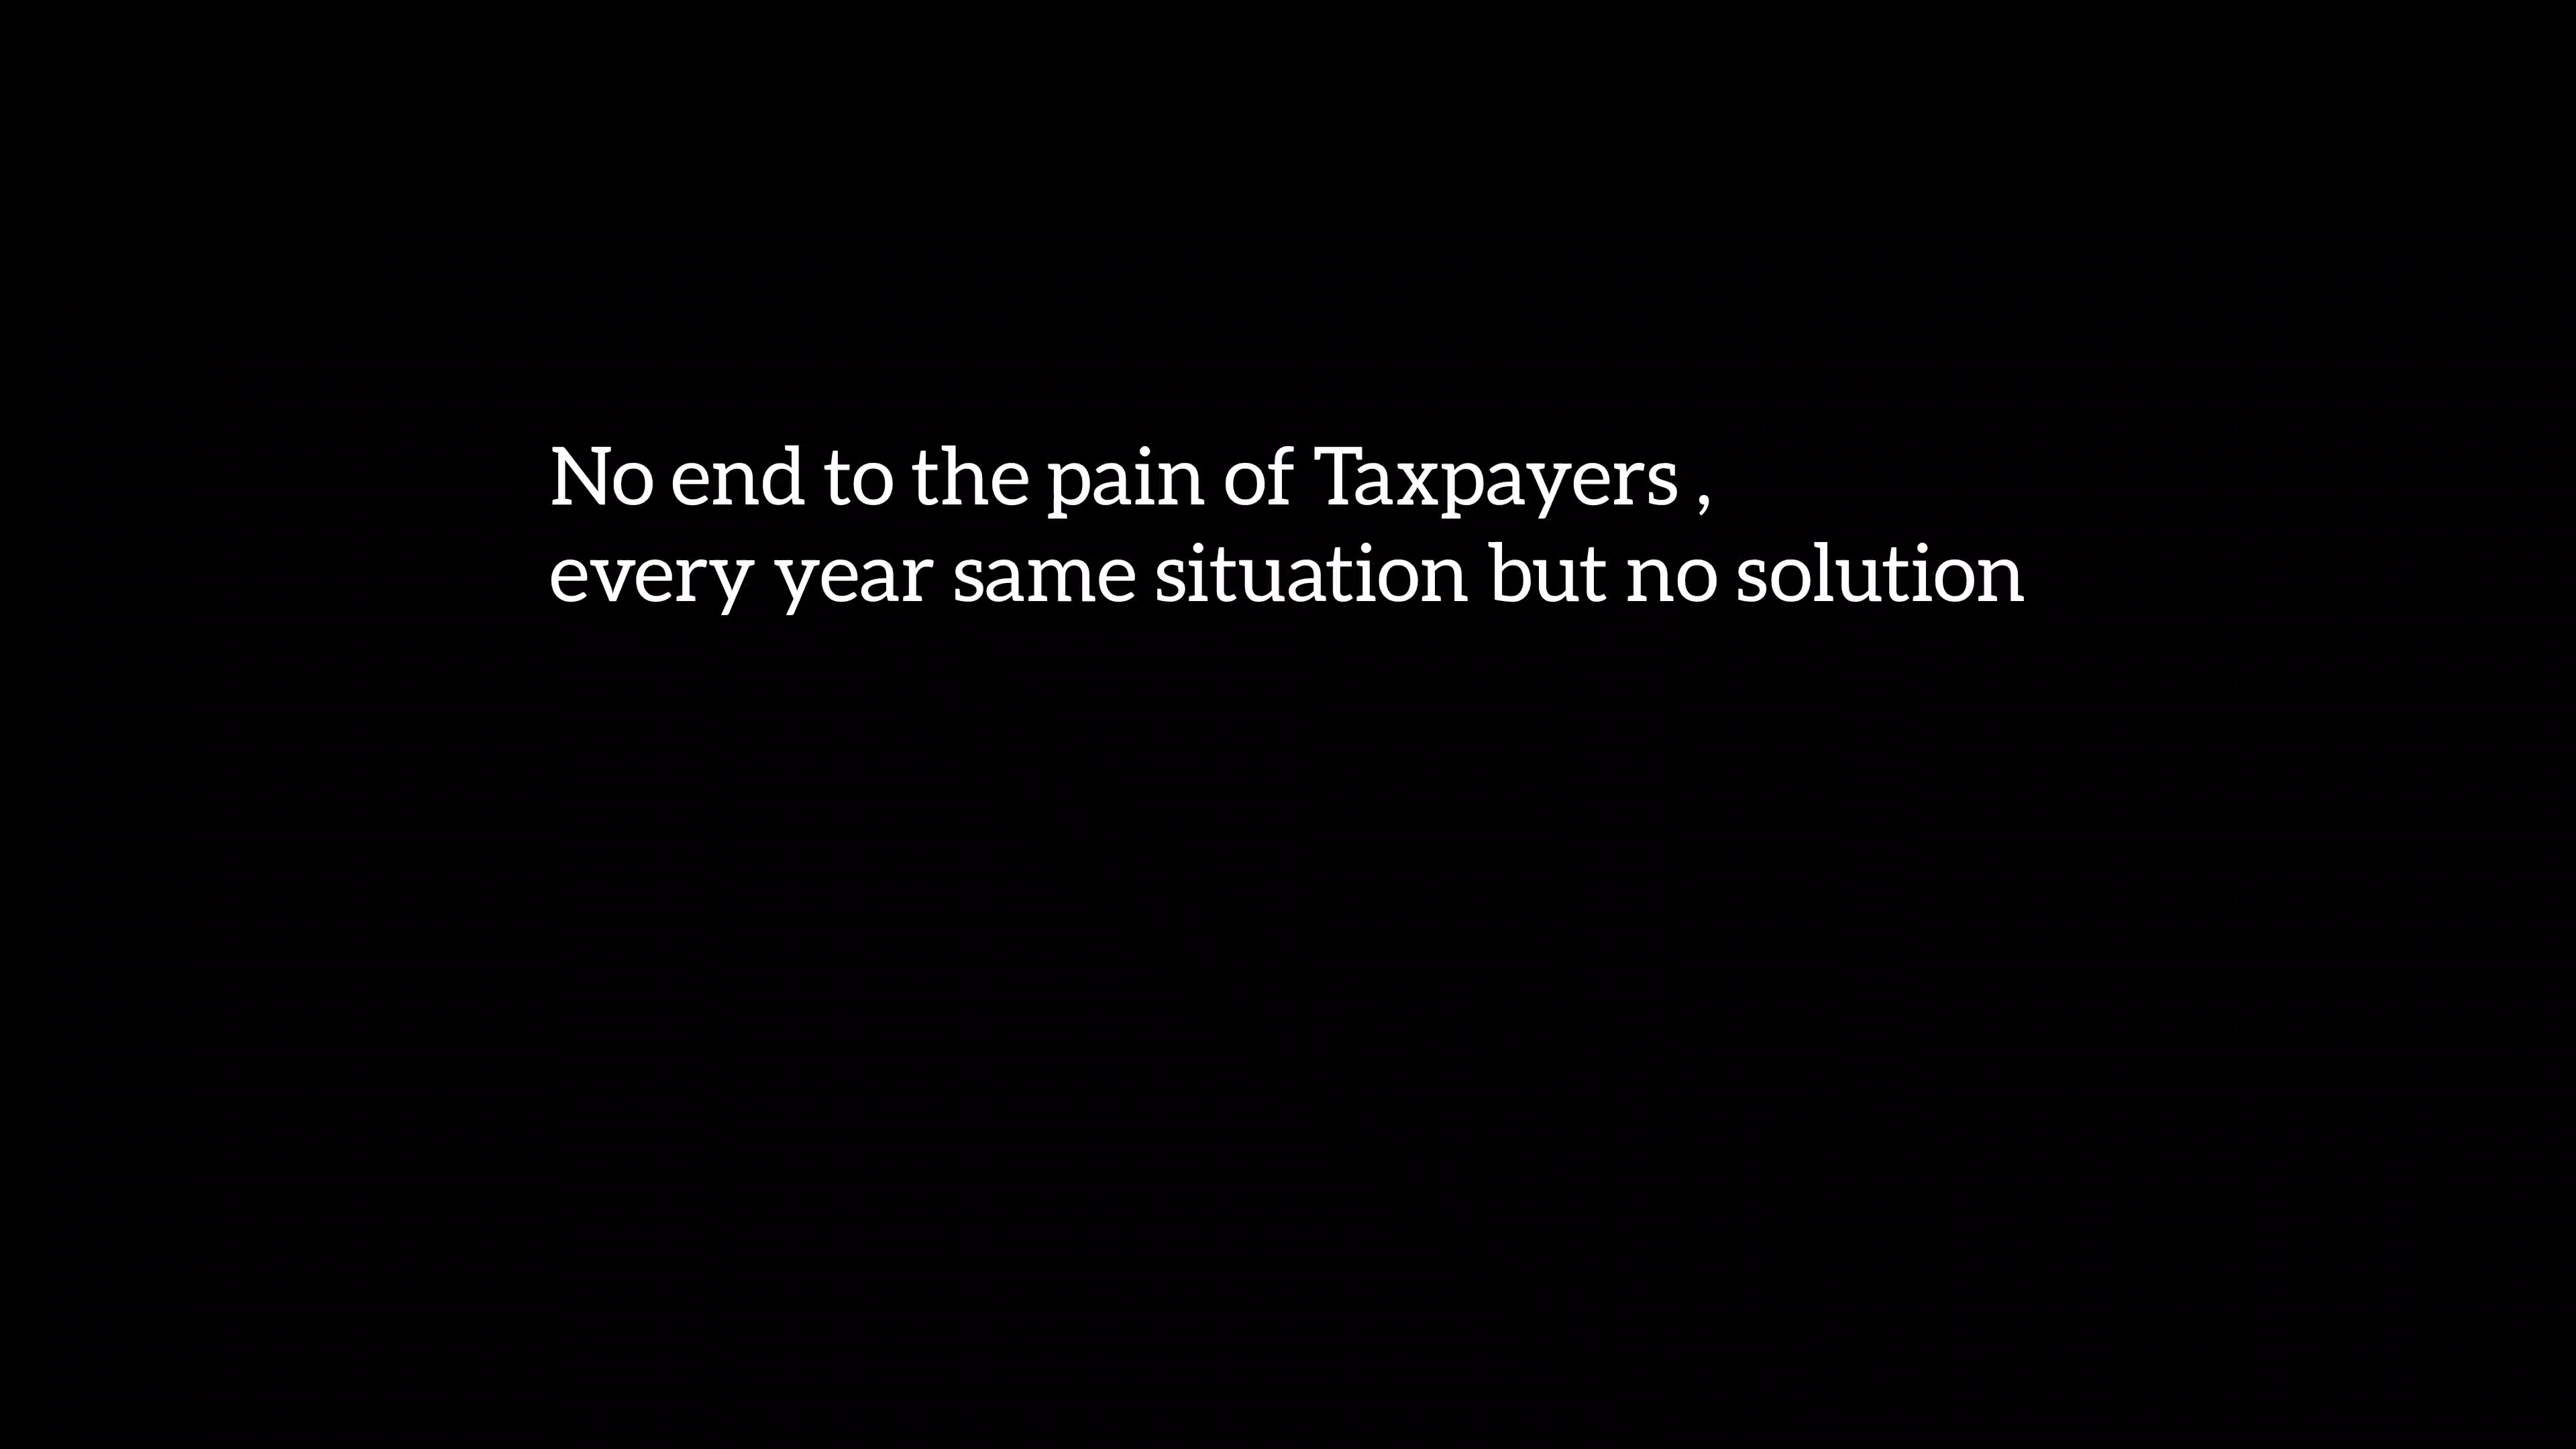 No end to the pain of Taxpayers ,
every year same situation but no solution